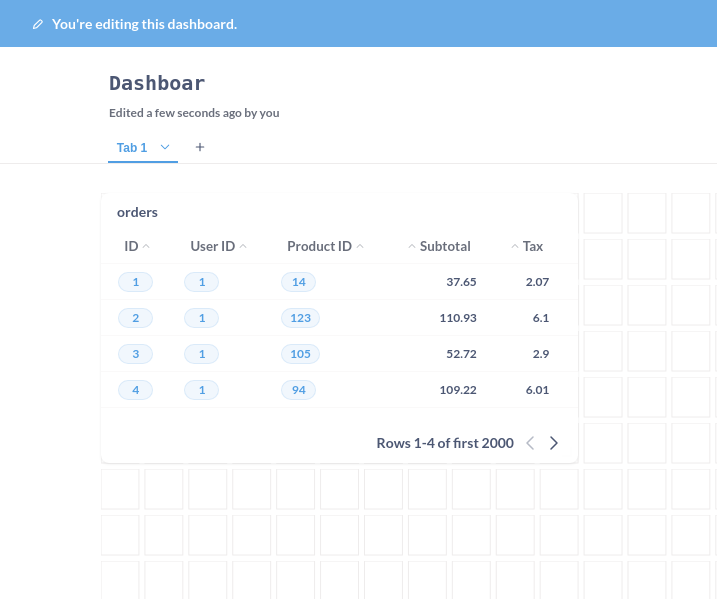 You're editing this dashboard.
Dashboar
Edited a few seconds ago by you
Tab 1 +
orders
ID User ID Product ID Subtotal Tax
1 1 14 37.65 2.07
2 1 123 110.93 6.1
3 1 105 52.72 2.9
4 1 94 109.22 6.01
Rows 1-4 of first 2000